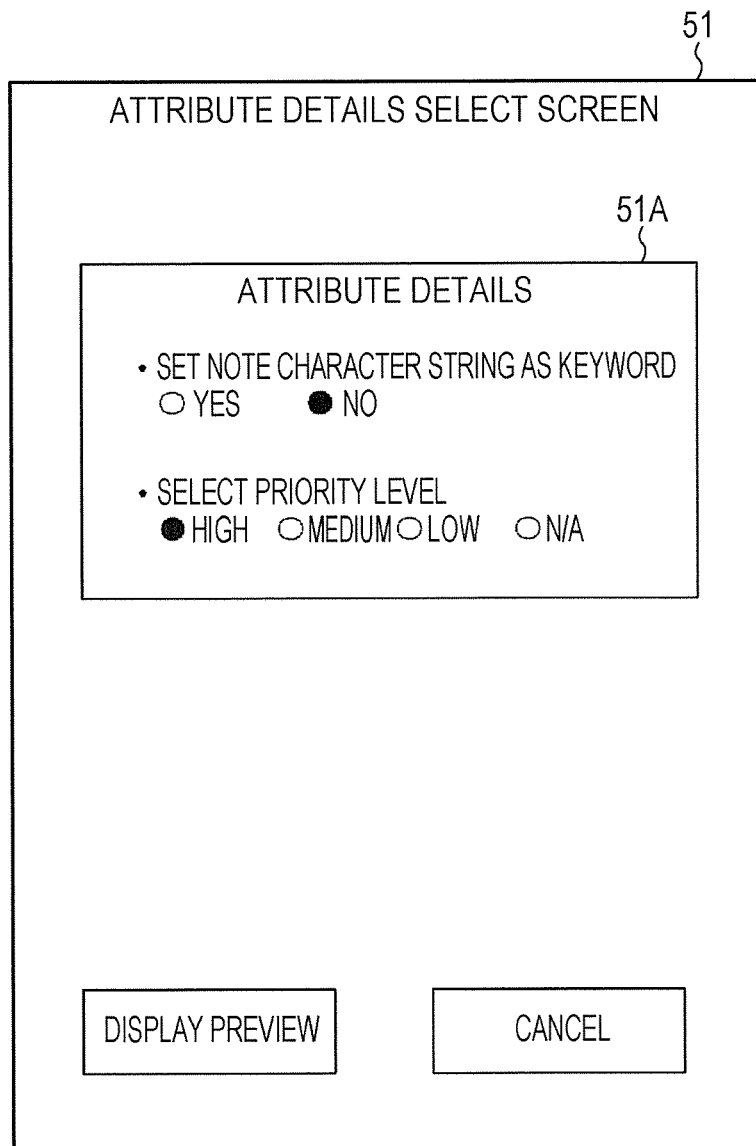 51
ATTRIBUTE DETAILS SELECT SCREEN
51A
ATTRIBUTE DETAILS
• SET NOTE CHARACTER STRING AS KEYWORD
○ YES ● NO
• SELECT PRIORITY LEVEL
● HIGH ○ MEDIUM ○ LOW ○ N/A
DISPLAY PREVIEW CANCEL